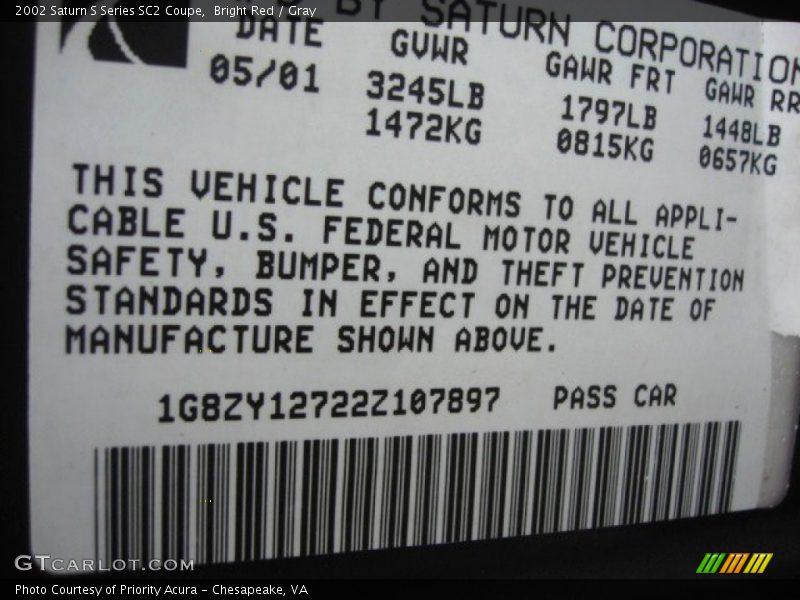 2002 Saturn S Series SC2 Coupe, Bright Red / Gray
BY SATURN CORPORATION
DATE GVWR GAWR FRT GAWR RR
05/01 3245LB 1797LB 1448LB
1472KG 0815KG 0657KG
THIS VEHICLE CONFORMS TO ALL APPLI-
CABLE U.S. FEDERAL MOTOR VEHICLE
SAFETY, BUMPER, AND THEFT PREVENTION
STANDARDS IN EFFECT ON THE DATE OF
MANUFACTURE SHOWN ABOVE.
1G8ZY12722Z107897 PASS CAR
GTCARLOT.COM
Photo Courtesy of Priority Acura – Chesapeake, VA